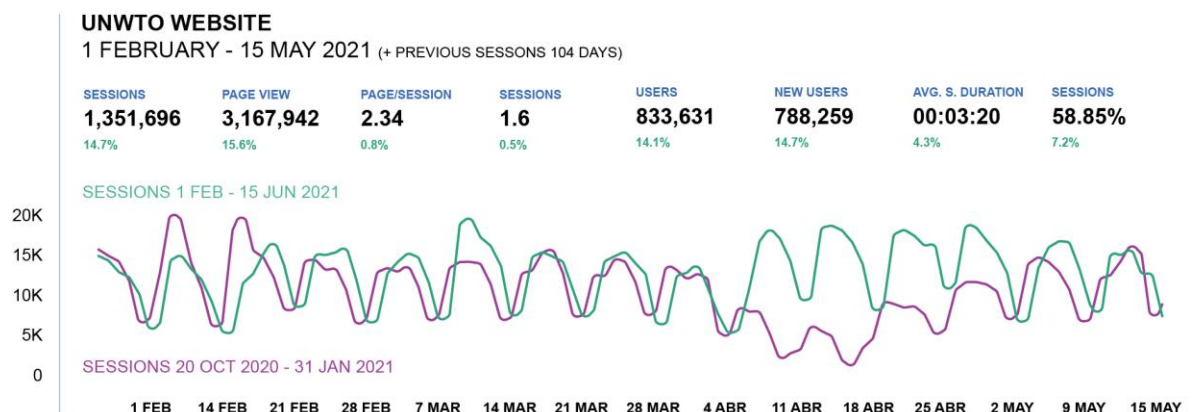 UNWTO WEBSITE
1 FEBRUARY - 15 MAY 2021 (+ PREVIOUS SESSONS 104 DAYS)
SESSIONS PAGE VIEW PAGE/SESSION SESSIONS USERS NEW USERS AVG. S. DURATION SESSIONS
1,351,696 3,167,942 2.34 1.6 833,631 788,259 00:03:20 58.85%
14.7% 15.6% 0.8% 0.5% 14.1% 14.7% 4.3% 7.2%
SESSIONS 1 FEB - 15 JUN 2021
20K
15K
10K
5K
0
SESSIONS 20 OCT 2020 - 31 JAN 2021
1 FEB 14 FEB 21 FEB 28 FEB 7 MAR 14 MAR 21 MAR 28 MAR 4 ABR 11 ABR 18 ABR 25 ABR 2 MAY 9 MAY 15 MAY